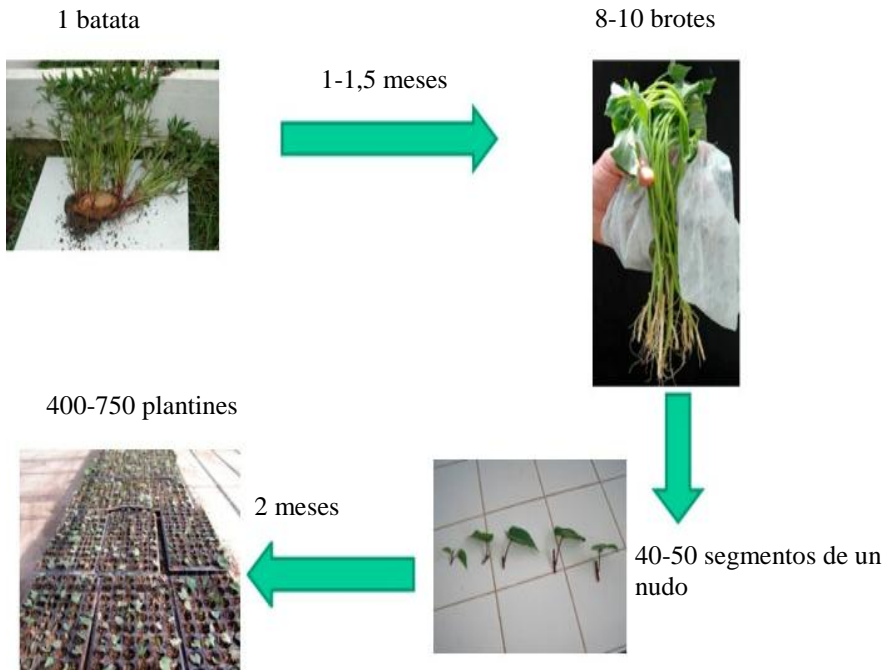 1 batata
1-1,5 meses
8-10 brotes
40-50 segmentos de un
nudo
2 meses
400-750 plantines